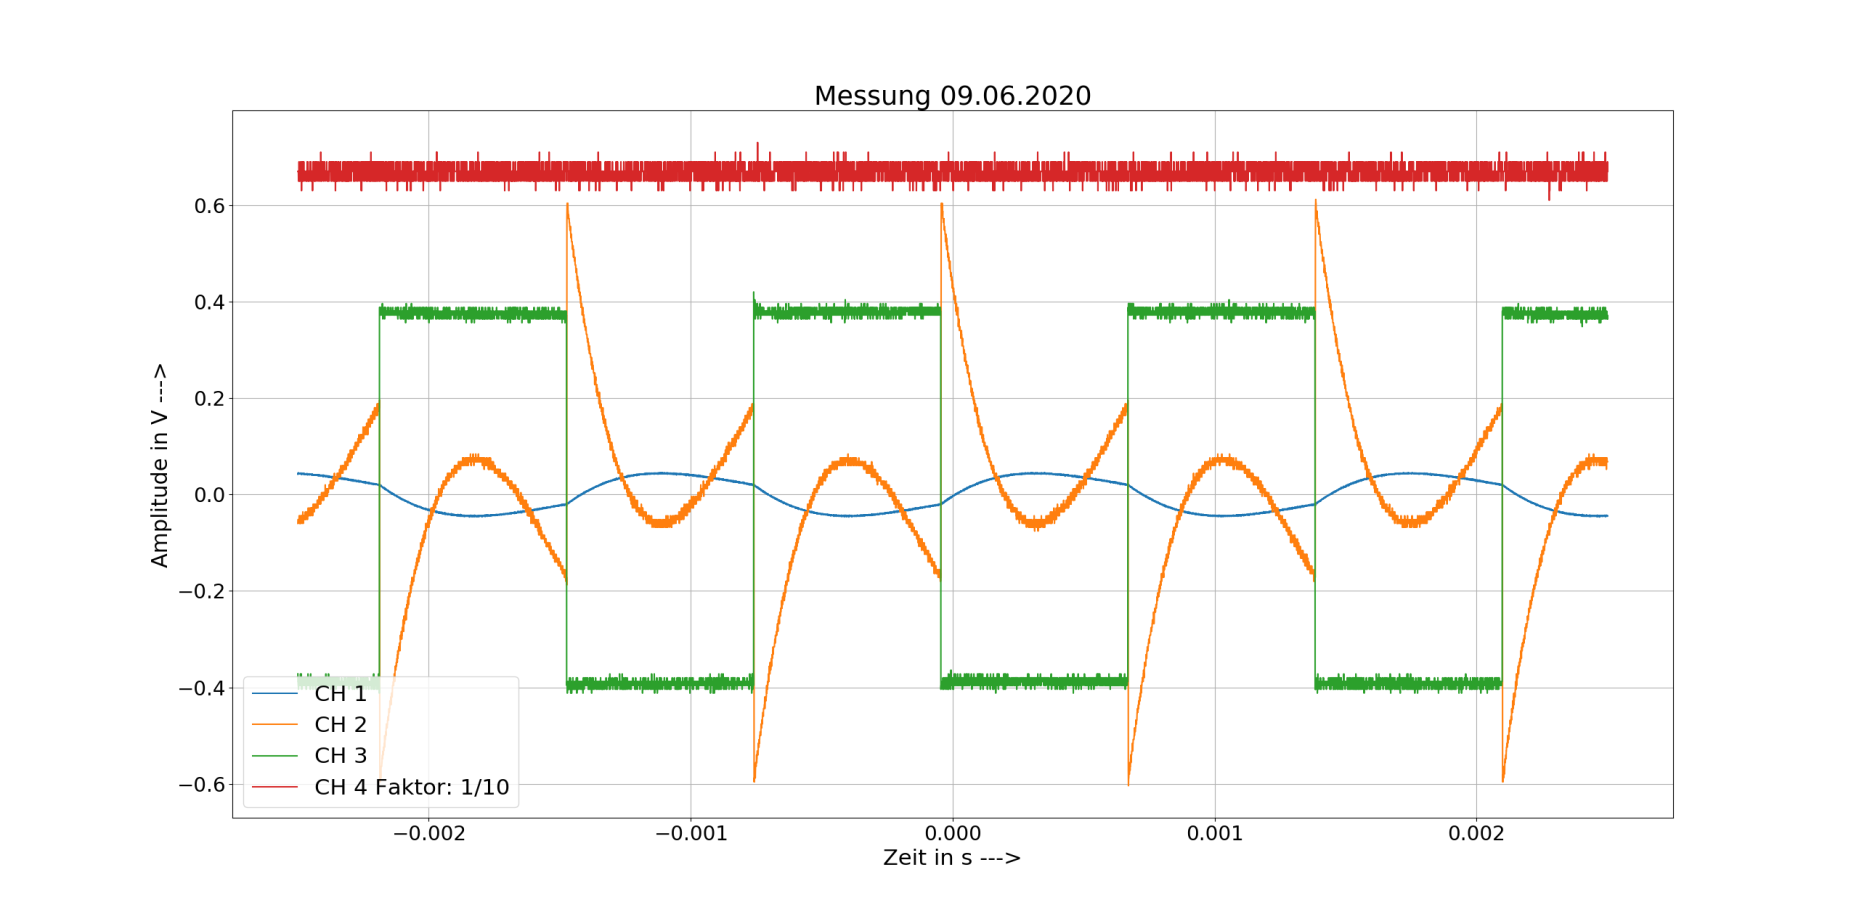 Messung 09.06.2020
Amplitude in V --->
0.6
0.4
0.2
0.0
−0.2
−0.4
−0.6
CH 1
CH 2
CH 3
CH 4 Faktor: 1/10
−0.002
−0.001
0.000
0.001
0.002
Zeit in s --->